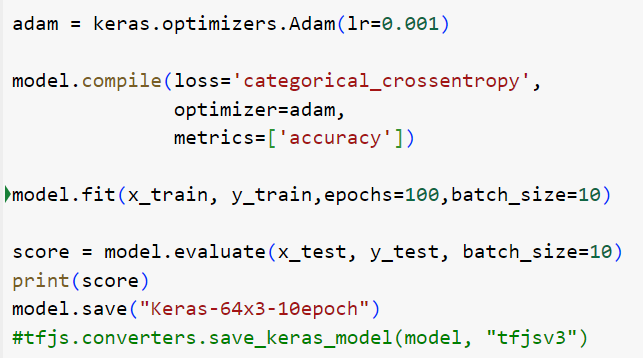 adam = keras.optimizers.Adam(lr=0.001)
model.compile(loss='categorical_crossentropy',
optimizer=adam,
metrics=['accuracy'])
model.fit(x_train, y_train,epochs=100,batch_size=10)
score = model.evaluate(x_test, y_test, batch_size=10)
print(score)
model.save("Keras-64x3-10epoch")
#tfjs.converters.save_keras_model(model, "tfjsv3")